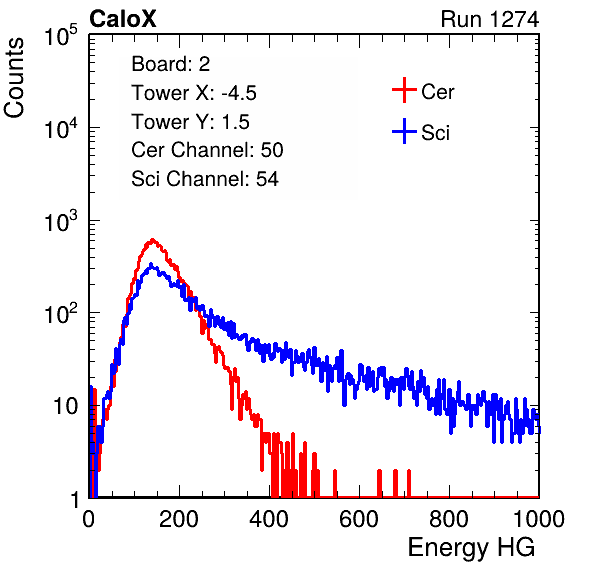 CaloX Run 1274
Counts
10^5
10^4
10^3
10^2
10
1
Board: 2
Tower X: -4.5
Tower Y: 1.5
Cer Channel: 50
Sci Channel: 54
Cer
Sci
0 200 400 600 800 1000
Energy HG